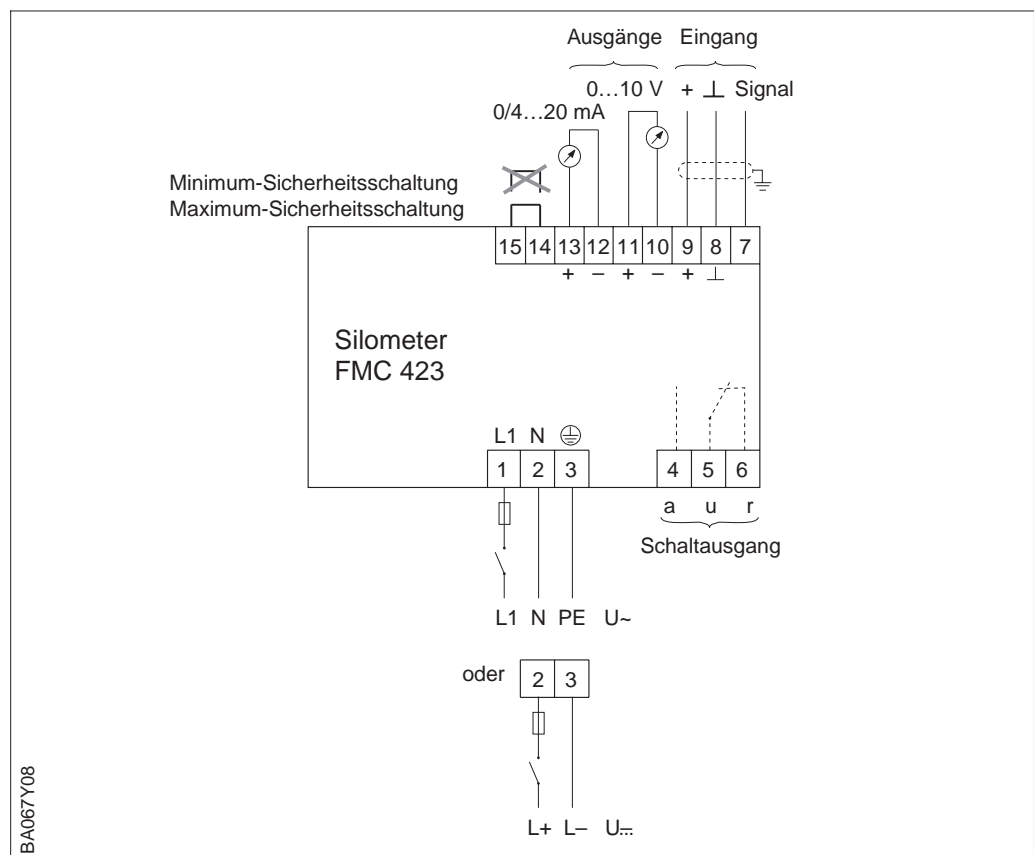 Ausgänge Eingang
0…10 V + ⊥ Signal
0/4…20 mA
Minimum-Sicherheitsschaltung
Maximum-Sicherheitsschaltung
15 14 13 12 11 10 9 8 7
+ – + – + ⊥
Silometer
FMC 423
L1 N
1 2 3 4 5 6
a u r
Schaltausgang
L1 N PE U~
oder 2 3
L+ L– U⎓
BA067Y08